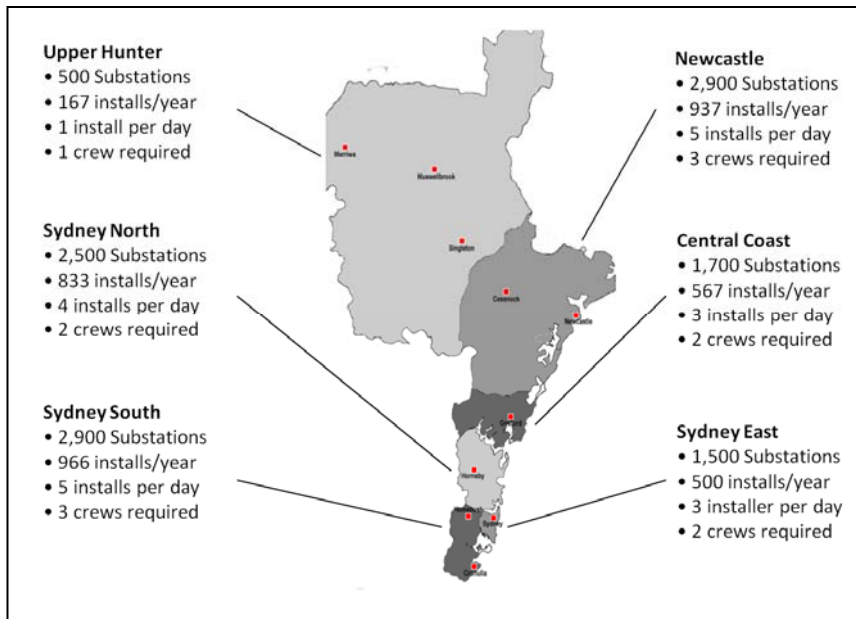 Upper Hunter
• 500 Substations
• 167 installs/year
• 1 install per day
• 1 crew required
Newcastle
• 2,900 Substations
• 937 installs/year
• 5 installs per day
• 3 crews required
Sydney North
• 2,500 Substations
• 833 installs/year
• 4 installs per day
• 2 crews required
Central Coast
• 1,700 Substations
• 567 installs/year
• 3 installs per day
• 2 crews required
Sydney South
• 2,900 Substations
• 966 installs/year
• 5 installs per day
• 3 crews required
Sydney East
• 1,500 Substations
• 500 installs/year
• 3 installer per day
• 2 crews required
Merriwa
Muswellbrook
Singleton
Cessnock
Newcastle
Hornsby
Sydney